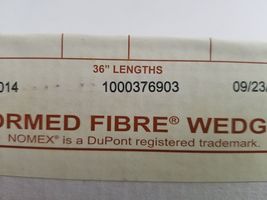 36" LENGTHS
014 1000376903 09/23/
ORMED FIBRE® WEDG
NOMEX® is a DuPont registered trademark.